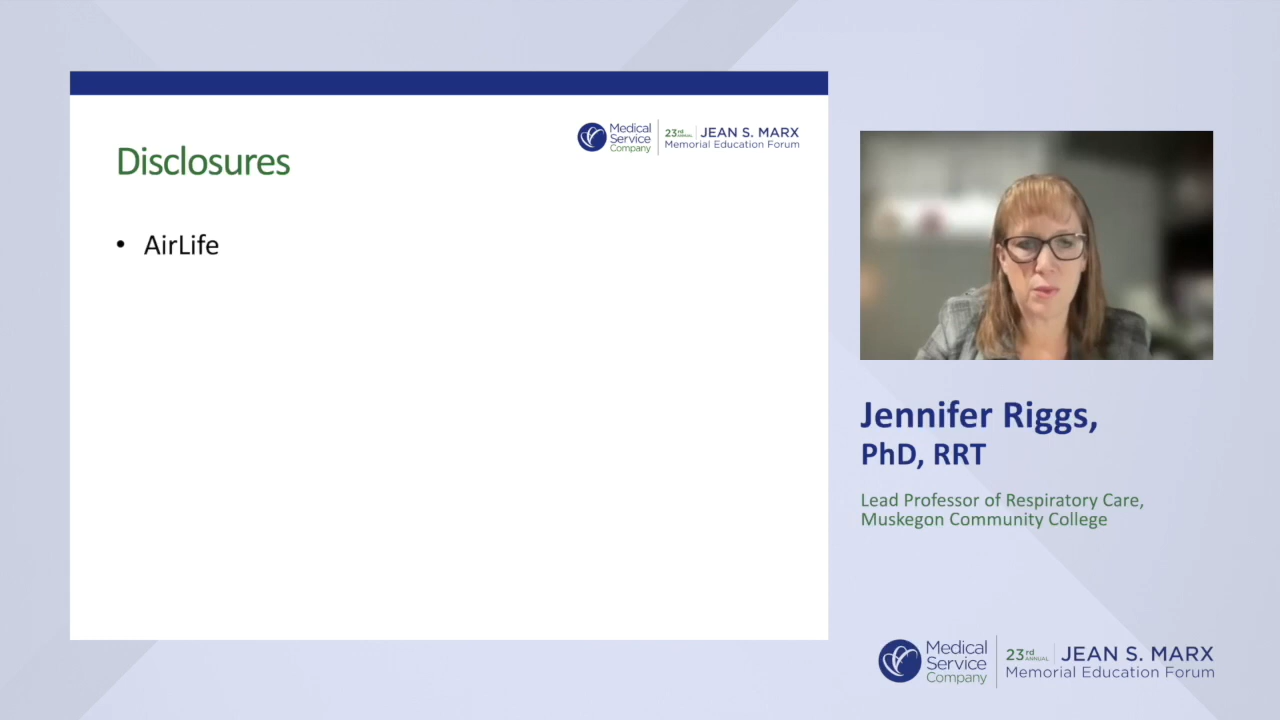 Disclosures
• AirLife
Medical
Service
Company
23rd ANNUAL
JEAN S. MARX
Memorial Education Forum
Jennifer Riggs,
PhD, RRT
Lead Professor of Respiratory Care,
Muskegon Community College
Medical
Service
Company
23rd ANNUAL
JEAN S. MARX
Memorial Education Forum